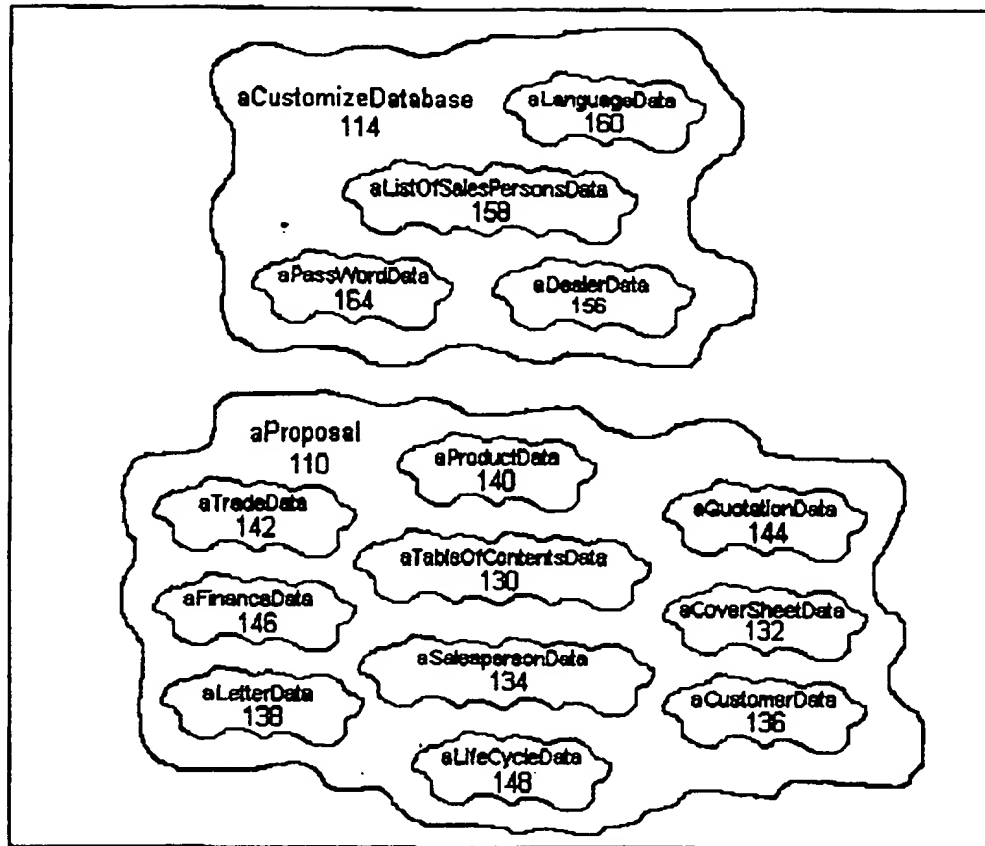 aCustomizeDatabase
114
aLanguageData
160
aListOfSalesPersonsData
158
aPassWordData
164
aDealerData
156
aProposal
110
aProductData
140
aTradeData
142
aQuotationData
144
aTableOfContentsData
130
aFinanceData
146
aCoverSheetData
132
aSalespersonData
134
aLetterData
138
aCustomerData
136
aLifeCycleData
148